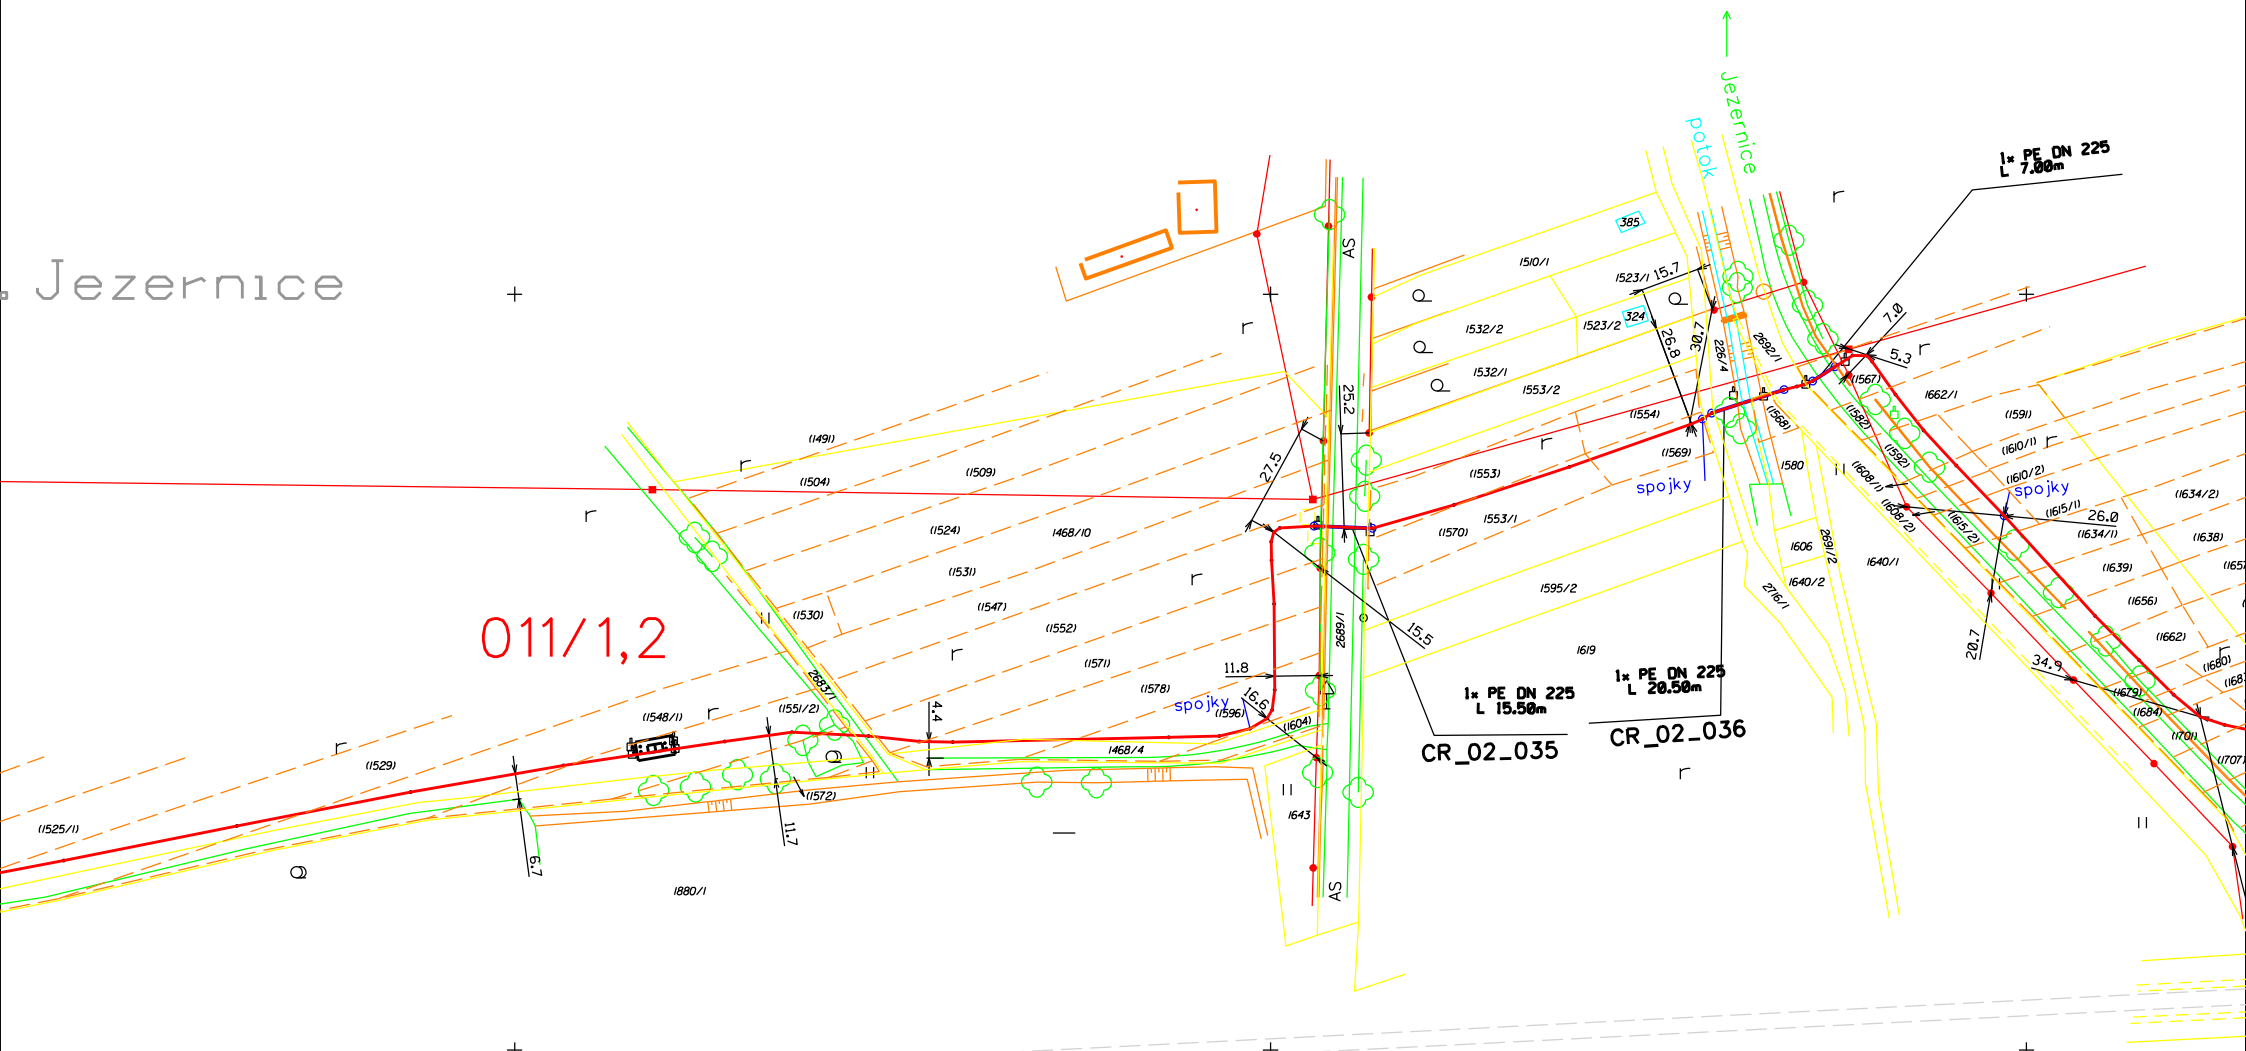 Jezernice
potok
1x PE DN 225
L 7.00m
r
385
. Jezernice
AS
1510/1
1523/1
15.7
324
1523/2
1532/2
30.7
26.8
226/4
2692/1
7.0
5.3
r
r
1532/1
1553/2
25.2
(1567)
1662/1
(1591)
(1554)
(1568)
(1582)
(1491)
r
(1504)
(1509)
27.5
r
(1553)
(1569)
1580
(1592)
(1610/1)
r
(1610/2)
spojky
spojky
(1608/1)
(1608/2)
(1615/1)
(1615/2)
26.0
(1634/2)
(1634/1)
(1638)
r
(1524)
1468/10
(1570)
1553/1
1606
2691/2
1640/1
1640/2
2716/1
(1639)
(1531)
r
1595/2
(1656)
(1530)
(1547)
011/1,2
(1552)
2689/1
15.5
1619
20.7
(1662)
r
(1680)
34.9
(1571)
r
11.8
2683/1
(1578)
16.6
spojky
(1596)
(1604)
1x PE DN 225
L 15.50m
1x PE DN 225
L 20.50m
CR_02_035
CR_02_036
(1679)
(1684)
(1701)
(1707)
(1548/1)
r
(1551/2)
4.4
1468/4
r
(1529)
r
(1572)
11.7
6.7
1643
(1525/1)
1880/1
AS